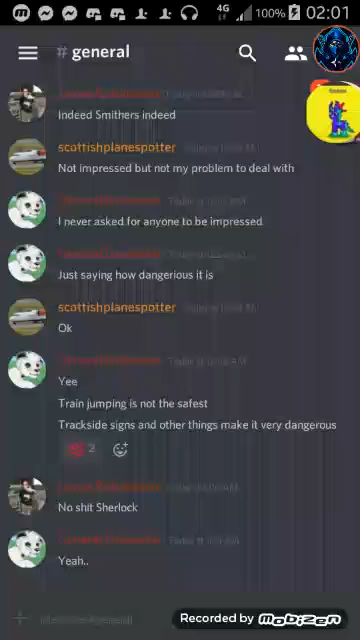 4G 100% 02:01
# general
Indeed Smithers indeed
scottishplanespotter
Not impressed but not my problem to deal with
I never asked for anyone to be impressed
Just saying how dangerous it is
scottishplanespotter
Ok
Yee
Train jumping is not the safest
Trackside signs and other things make it very dangerous
2
No shit Sherlock
Yeah..
Recorded by MOBIZEN